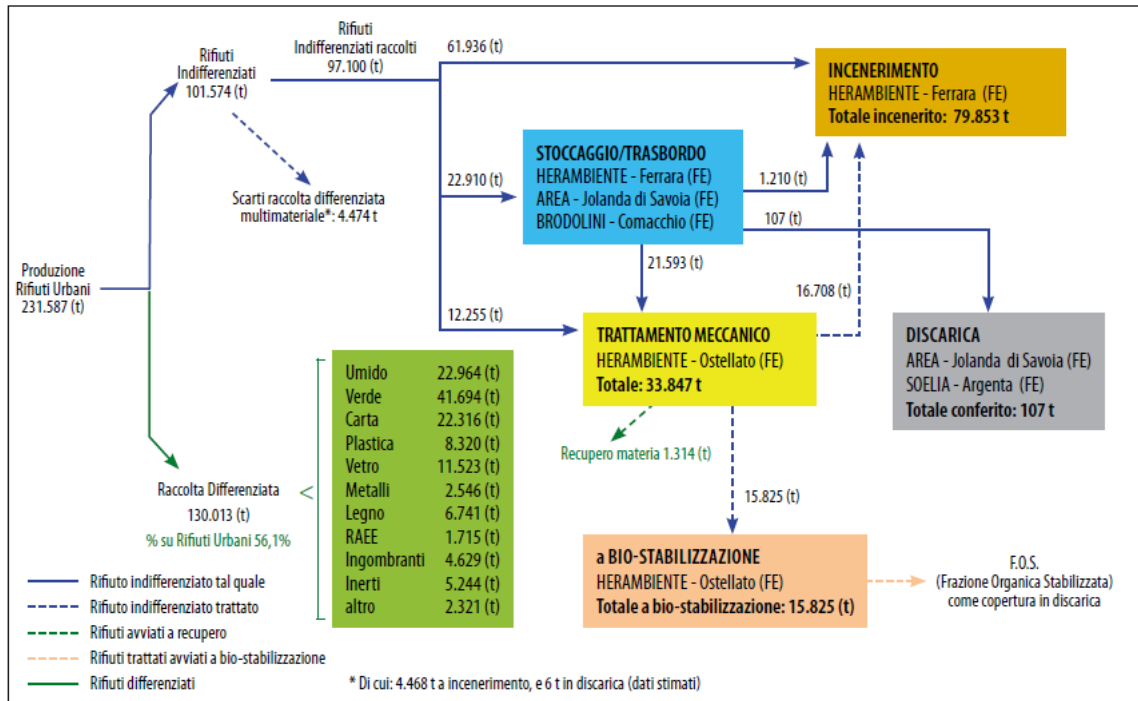 Rifiuti
Indifferenziati
101.574 (t)
Rifiuti
Indifferenziati raccolti
97.100 (t)
61.936 (t)
INCENERIMENTO
HERAMBIENTE - Ferrara (FE)
Totale incenerito: 79.853 t
Scarti raccolta differenziata
multimateriale*: 4.474 t
22.910 (t)
STOCCAGGIO/TRASBORDO
HERAMBIENTE - Ferrara (FE)
AREA - Jolanda di Savoia (FE)
BRODOLINI - Comacchio (FE)
1.210 (t)
107 (t)
21.593 (t)
16.708 (t)
Produzione
Rifiuti Urbani
231.587 (t)
12.255 (t)
TRATTAMENTO MECCANICO
HERAMBIENTE - Ostellato (FE)
Totale: 33.847 t
DISCARICA
AREA - Jolanda di Savoia (FE)
SOELIA - Argenta (FE)
Totale conferito: 107 t
Recupero materia 1.314 (t)
15.825 (t)
Raccolta Differenziata
130.013 (t)
% su Rifiuti Urbani 56,1%
Umido 22.964 (t)
Verde 41.694 (t)
Carta 22.316 (t)
Plastica 8.320 (t)
Vetro 11.523 (t)
Metalli 2.546 (t)
Legno 6.741 (t)
RAEE 1.715 (t)
Ingombranti 4.629 (t)
Inerti 5.244 (t)
altro 2.321 (t)
a BIO-STABILIZZAZIONE
HERAMBIENTE - Ostellato (FE)
Totale a bio-stabilizzazione: 15.825 (t)
F.O.S.
(Frazione Organica Stabilizzata)
come copertura in discarica
Rifiuto indifferenziato tal quale
Rifiuto indifferenziato trattato
Rifiuti avviati a recupero
Rifiuti trattati avviati a bio-stabilizzazione
Rifiuti differenziati
* Di cui: 4.468 t a incenerimento, e 6 t in discarica (dati stimati)